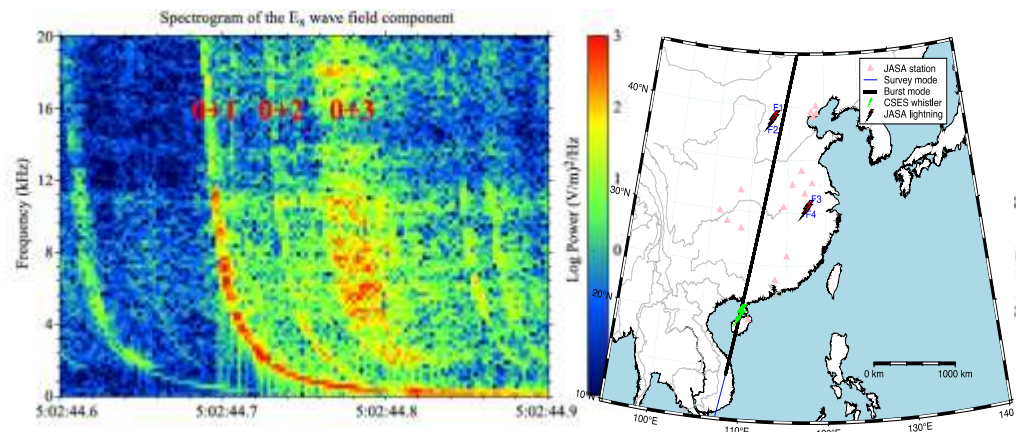 Spectrogram of the Ex wave field component
20
16
12
8
4
0
Frequency (kHz)
0+1 0+2 0+3
5:02:44.6 5:02:44.7 5:02:44.8 5:02:44.9
3
2
1
1
0
Log Power (V/m)²/Hz
JASA station
Survey mode
Burst mode
CSES whistler
JASA lightning
F1
F2
F3
F4
40°N
30°N
20°N
10°N
0 km 1000 km
100°E 110°E 120°E 130°E 140